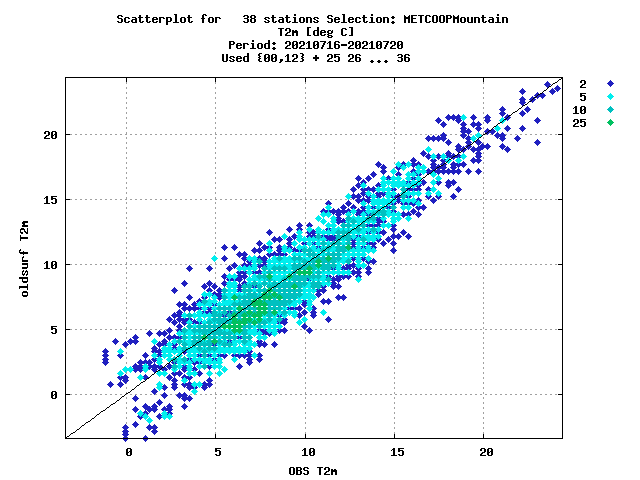 Scatterplot for   38 stations Selection: METCOOPMountain
T2m [deg C]
Period: 20210716-20210720
Used {00,12} + 25 26 ... 36
2
5
10
25
20
15
10
5
0
oldsurf T2m
0 5 10 15 20
OBS T2m